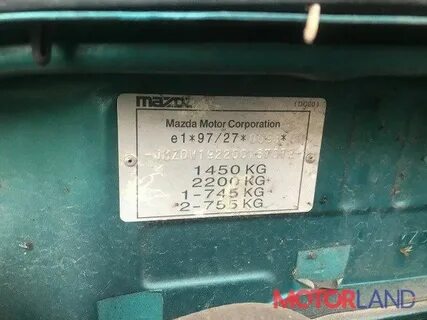 mazda
Mazda Motor Corporation
e1*97/27*
1450 KG
2200 KG
1-745 KG
2-755 KG
MOTORLAND